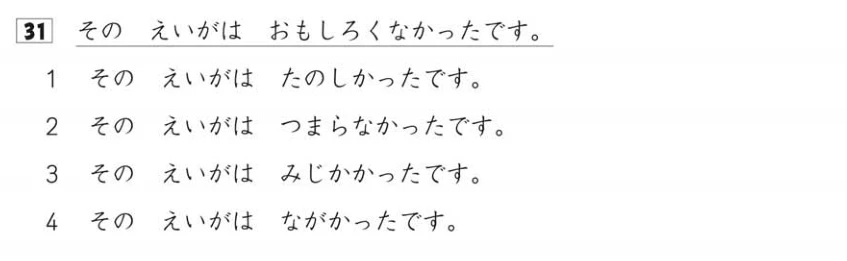 31 その えいがは おもしろくなかったです。
1 その えいがは たのしかったです。
2 その えいがは つまらなかったです。
3 その えいがは みじかかったです。
4 その えいがは ながかったです。